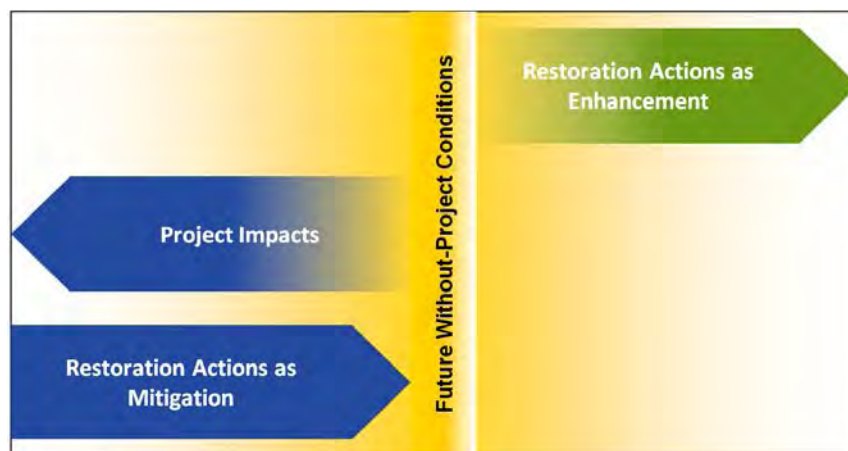 Restoration Actions as
Enhancement
Future Without-Project Conditions
Project Impacts
Restoration Actions as
Mitigation